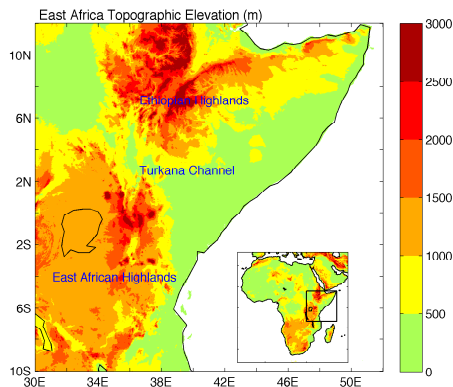 East Africa Topographic Elevation (m)
10N
6N
2N
2S
6S
10S
30E
34E
38E
42E
46E
50E
Ethiopian Highlands
Turkana Channel
East African Highlands
3000
2500
2000
1500
1000
500
0